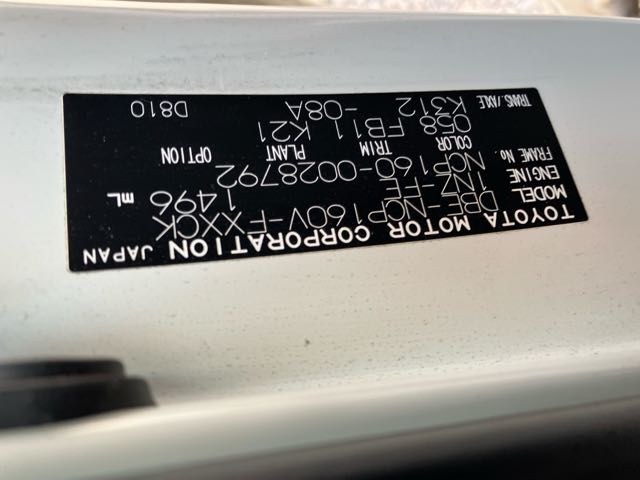 TOYOTA MOTOR CORPORATION JAPAN
MODEL DBE-NCP160V-FXXCK
ENGINE 1NZ-FE 1496 mL
FRAME No. NCP160-0028792
COLOR TRIM PLANT OPTION
058 FB11 K21
TRANS./AXLE K312 -08A D810